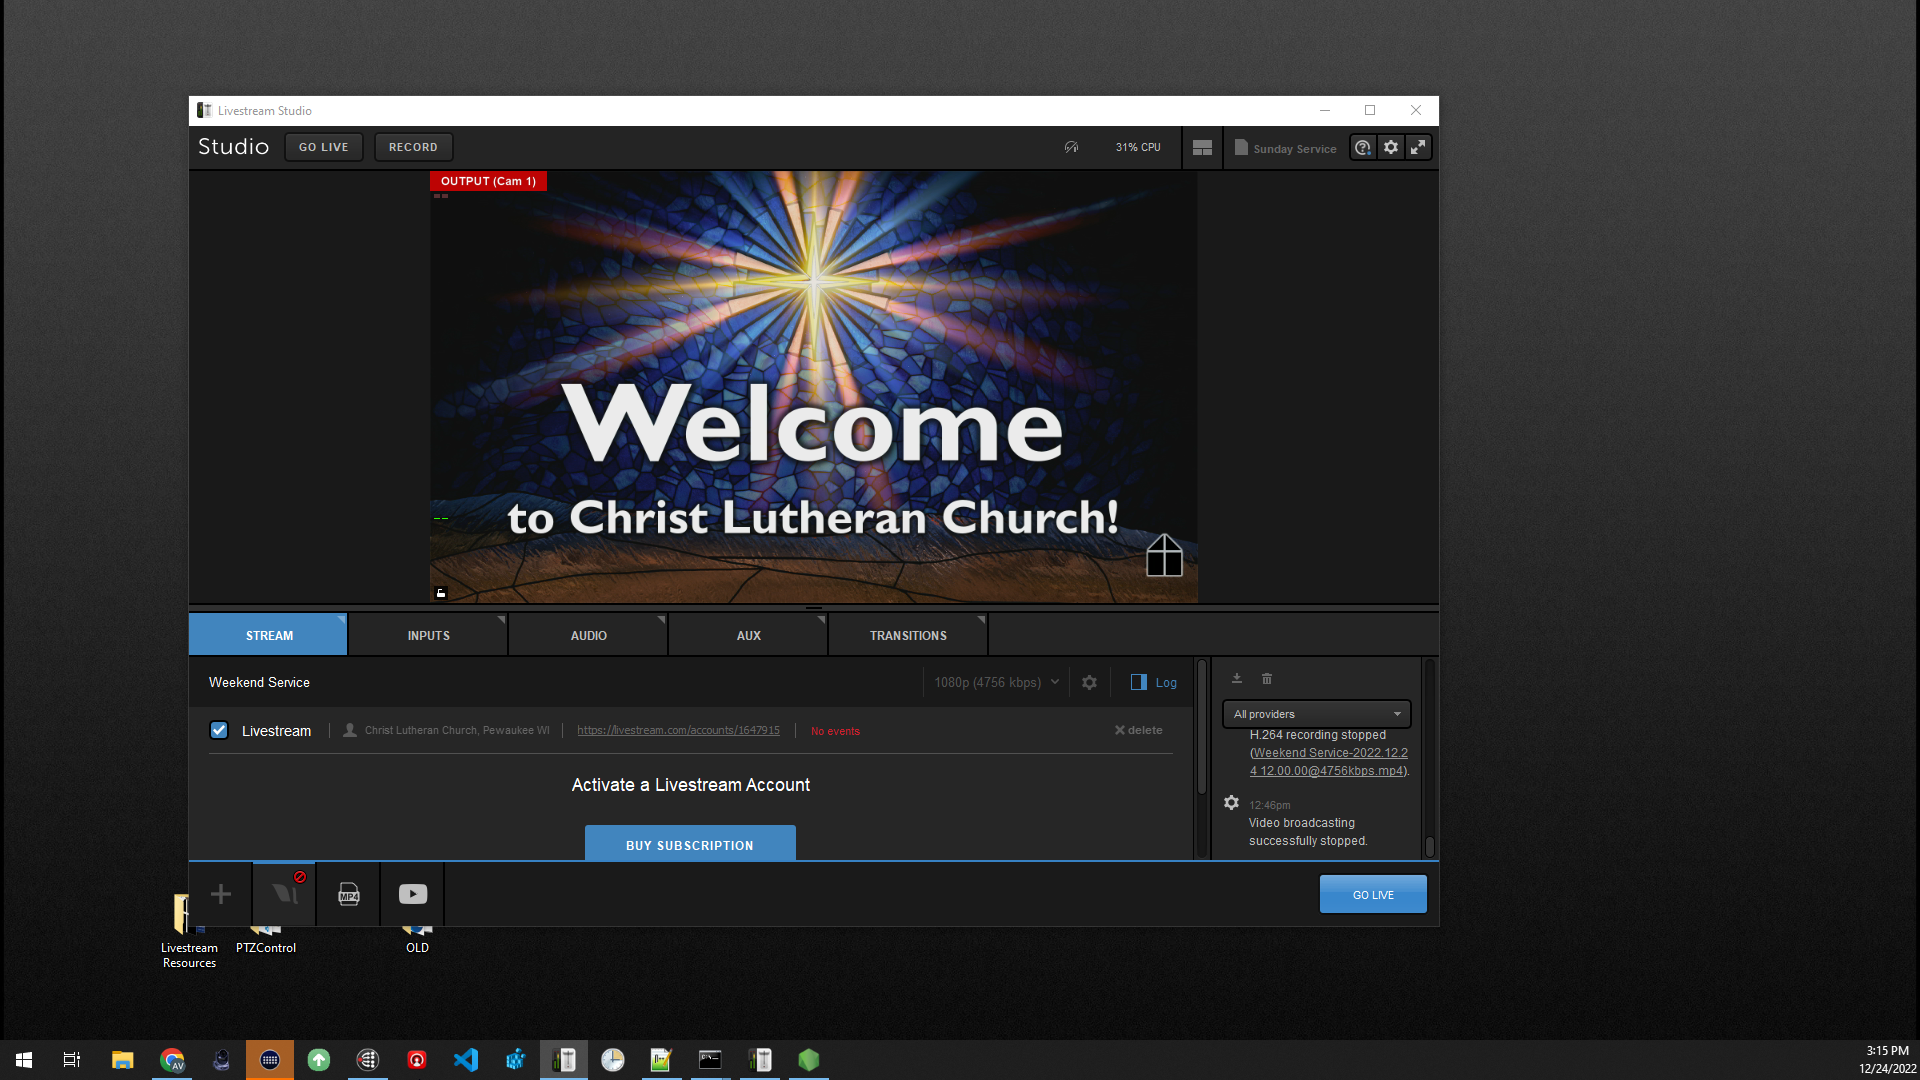 Livestream Studio
Studio
GO LIVE
RECORD
31% CPU
Sunday Service
OUTPUT (Cam 1)
Welcome
to Christ Lutheran Church!
STREAM
INPUTS
AUDIO
AUX
TRANSITIONS
Weekend Service
1080p (4756 kbps)
Log
Livestream
Christ Lutheran Church, Pewaukee WI
https://livestream.com/accounts/1647915
No events
delete
Activate a Livestream Account
BUY SUBSCRIPTION
All providers
H.264 recording stopped
(Weekend Service-2022.12.2
4 12.00.00@4756kbps.mp4).
12:46pm
Video broadcasting
successfully stopped.
MP4
GO LIVE
Livestream
Resources
PTZControl
OLD
AV
3:15 PM
12/24/2022